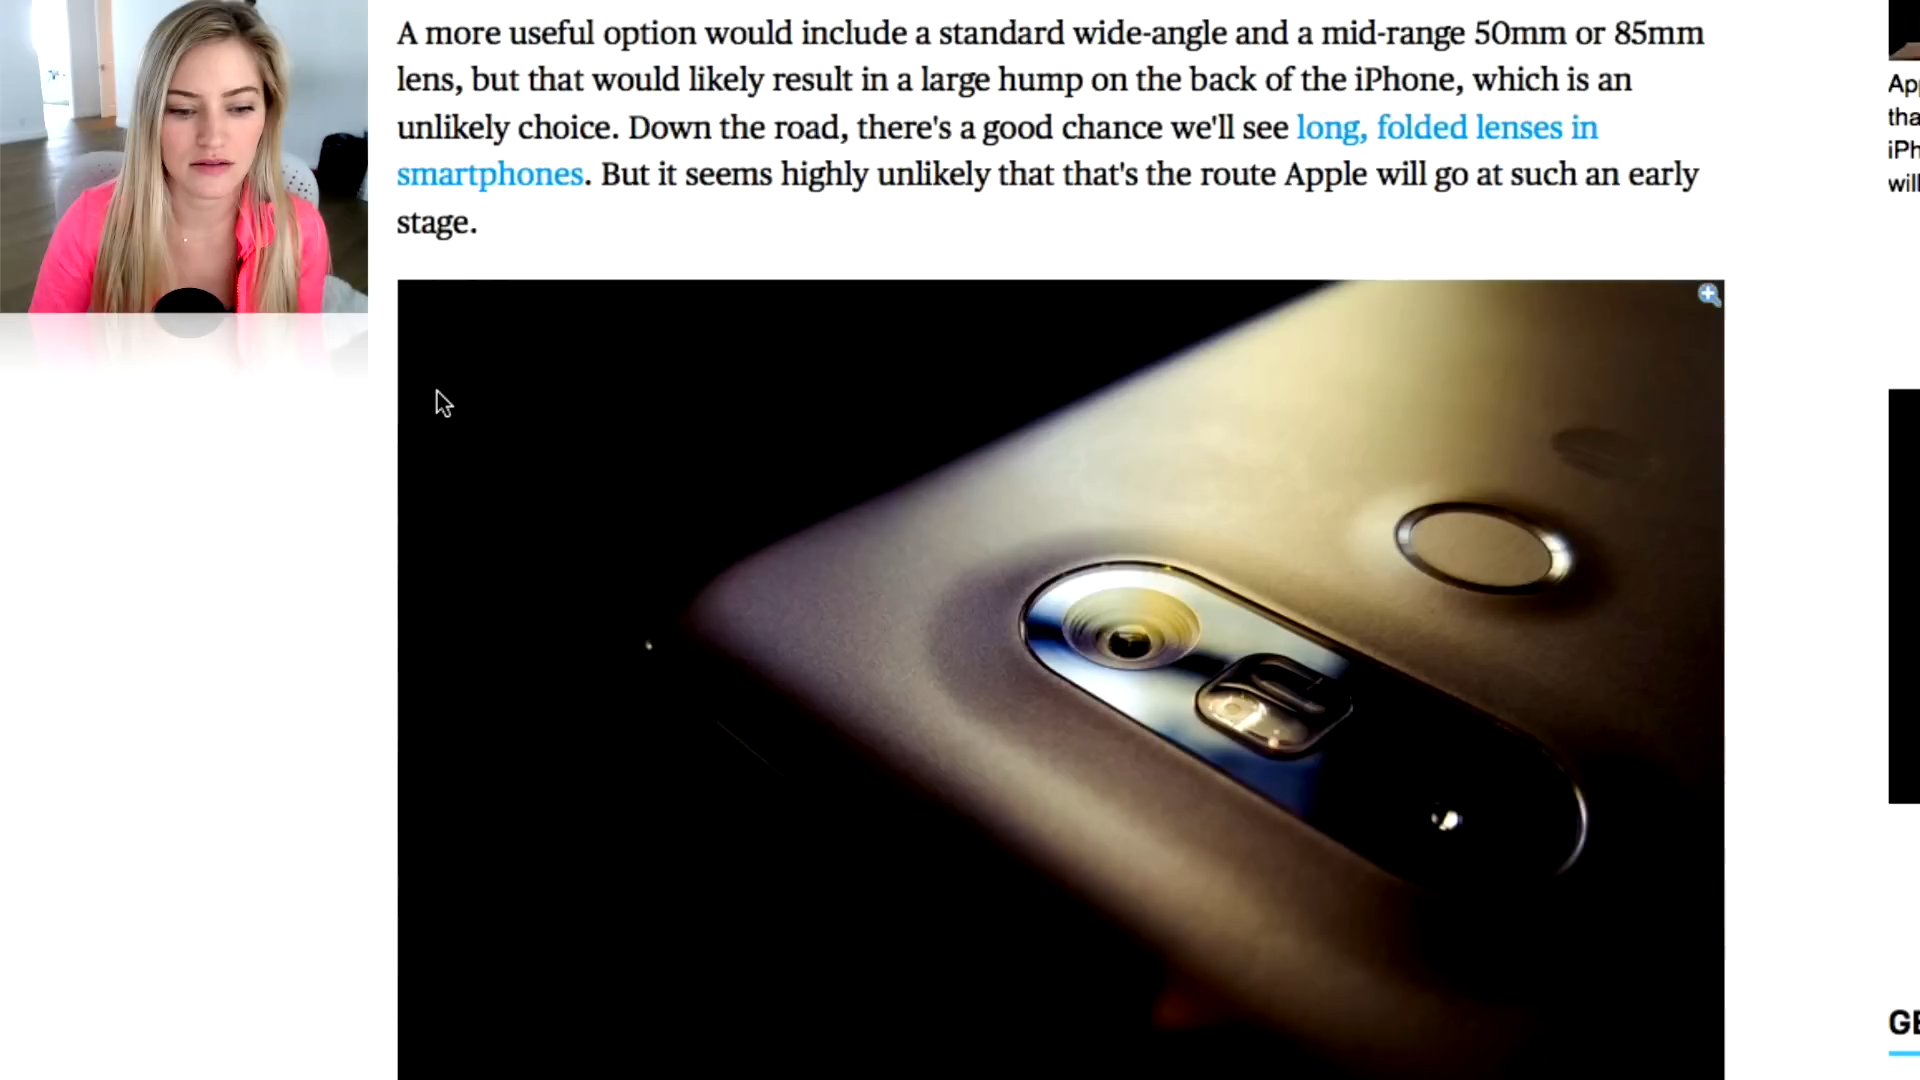 A more useful option would include a standard wide-angle and a mid-range 50mm or 85mm
lens, but that would likely result in a large hump on the back of the iPhone, which is an
unlikely choice. Down the road, there's a good chance we'll see long, folded lenses in
smartphones. But it seems highly unlikely that that's the route Apple will go at such an early
stage.